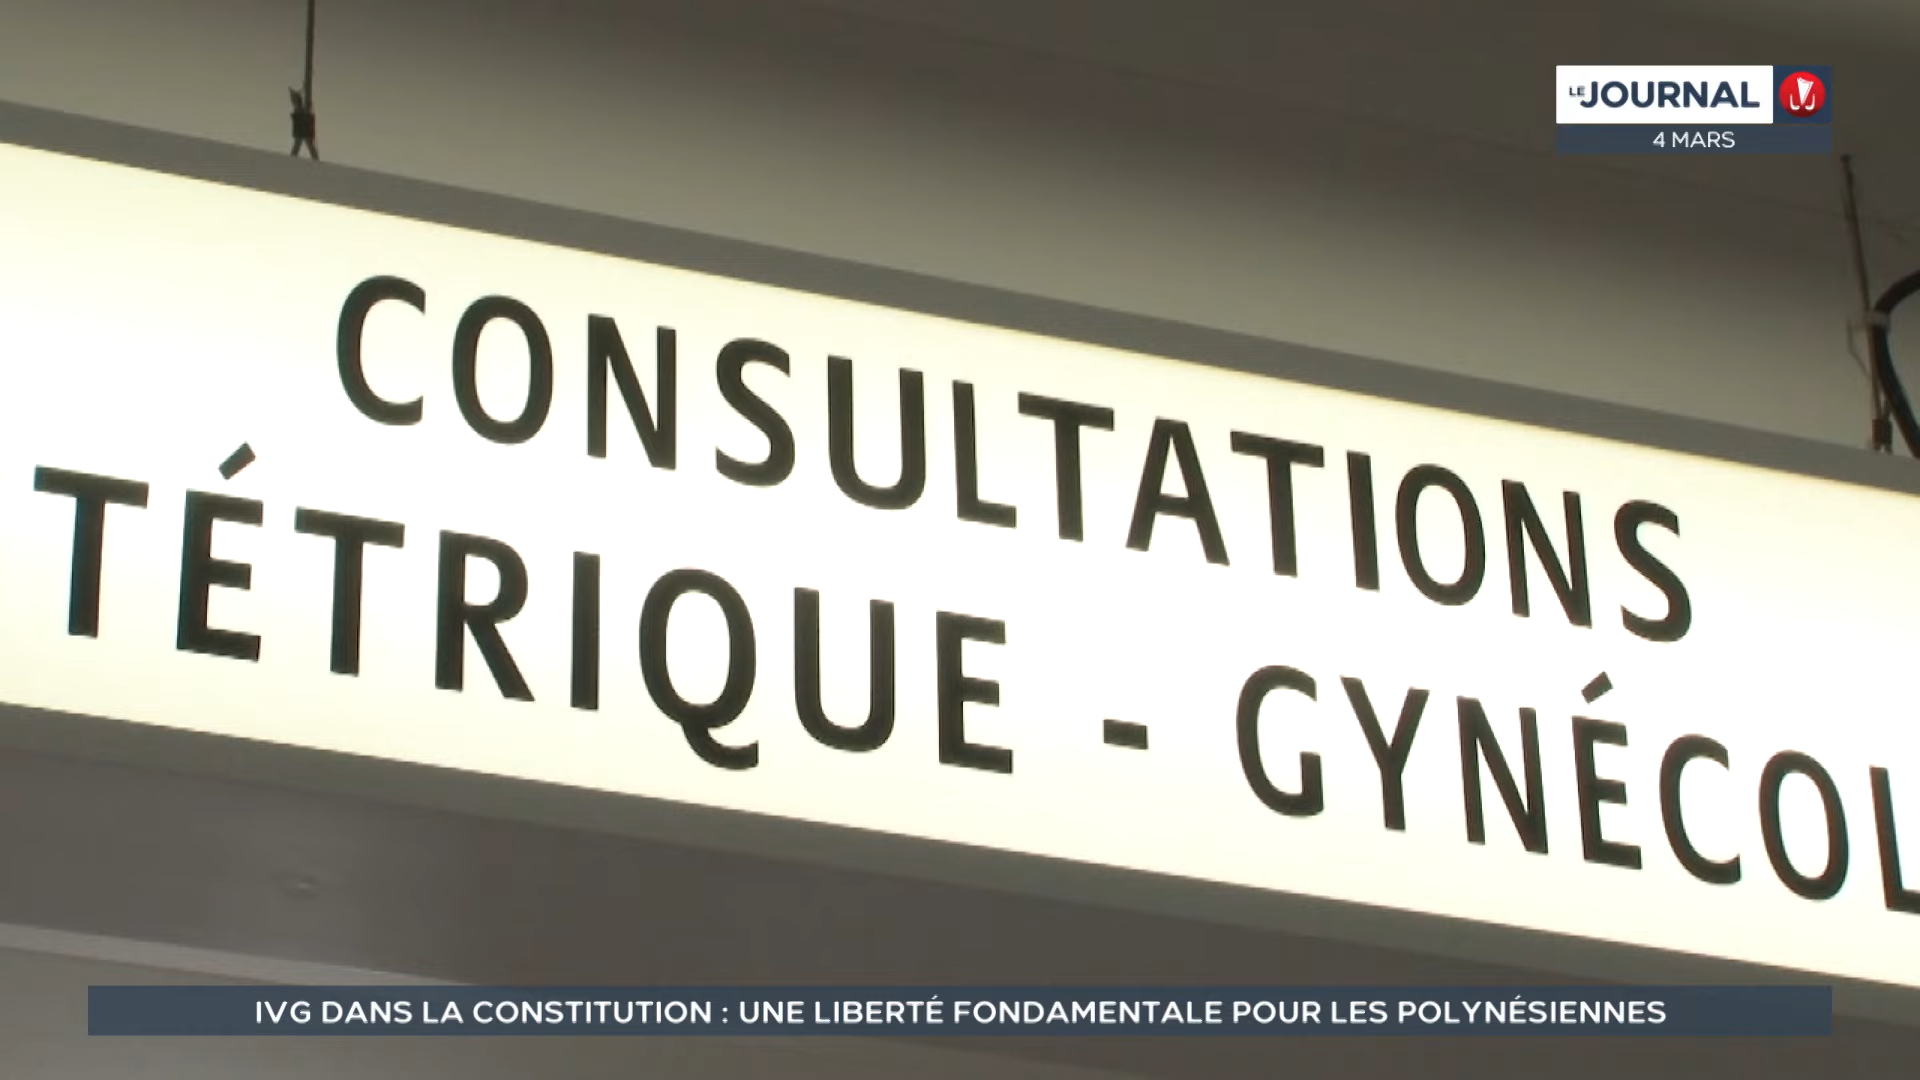 LE JOURNAL
4 MARS
CONSULTATIONS
TÉTRIQUE - GYNÉCOL
IVG DANS LA CONSTITUTION : UNE LIBERTÉ FONDAMENTALE POUR LES POLYNÉSIENNES